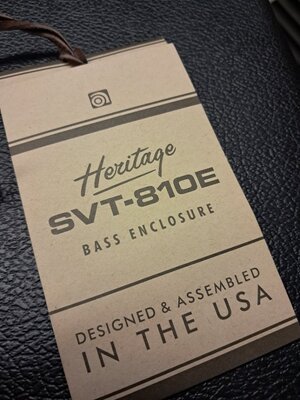 Heritage
SVT-810E
BASS ENCLOSURE
DESIGNED & ASSEMBLED
IN THE USA